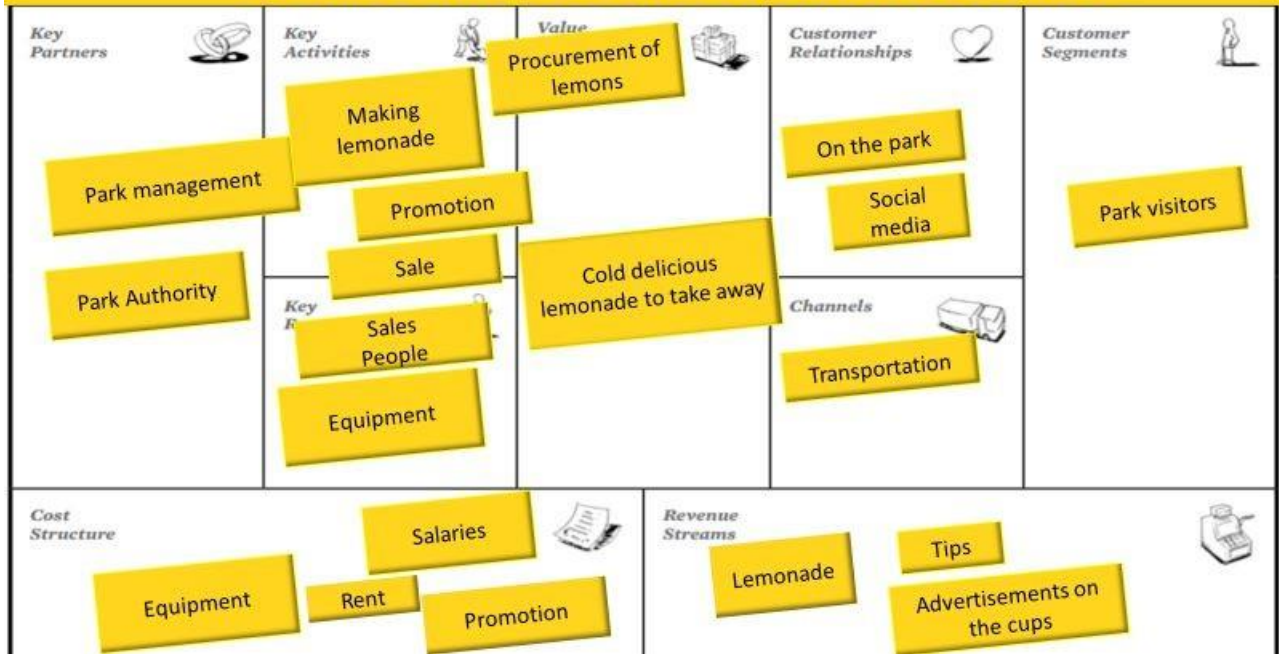 Key
Partners
Park management
Park Authority
Key
Activities
Making
lemonade
Promotion
Sale
Key
Sales
People
Equipment
Value
Procurement of
lemons
Cold delicious
lemonade to take away
Customer
Relationships
On the park
Social
media
Channels
Transportation
Customer
Segments
Park visitors
Cost
Structure
Salaries
Equipment
Rent
Promotion
Revenue
Streams
Lemonade
Tips
Advertisements on
the cups